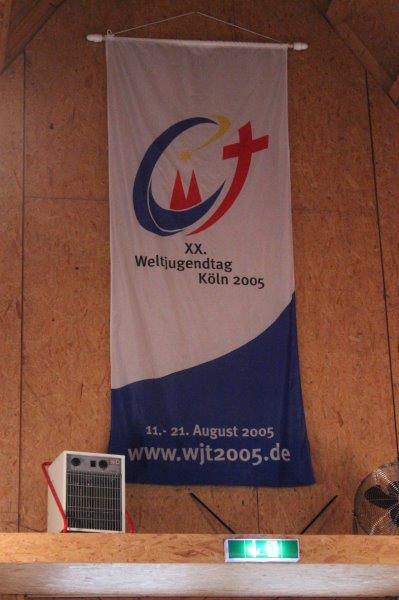 XX.
Weltjugendtag
Köln 2005
11.- 21. August 2005
www.wjt2005.de